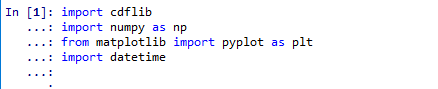 In [1]: import cdflib
   ...: import numpy as np
   ...: from matplotlib import pyplot as plt
   ...: import datetime
   ...: